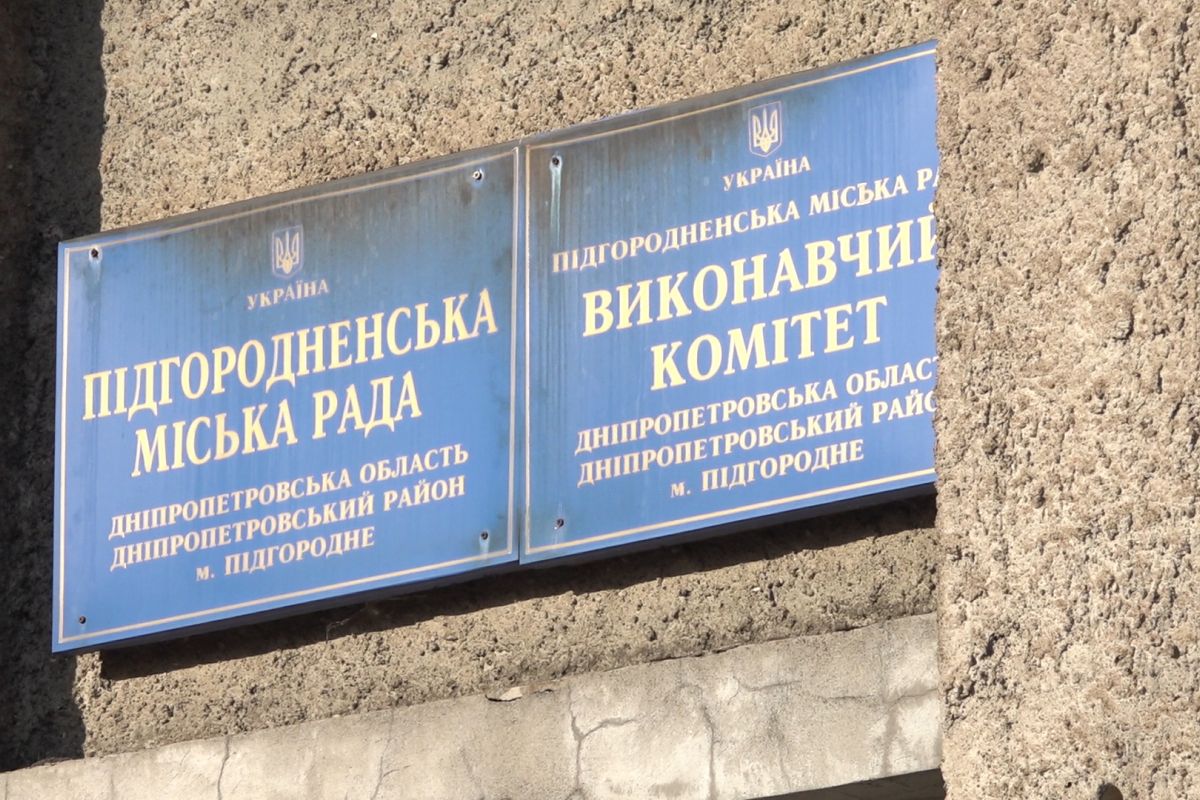 УКРАЇНА
ПІДГОРОДНЕНСЬКА
МІСЬКА РАДА
ДНІПРОПЕТРОВСЬКА ОБЛАСТЬ
ДНІПРОПЕТРОВСЬКИЙ РАЙОН
м. ПІДГОРОДНЕ
УКРАЇНА
ПІДГОРОДНЕНСЬКА МІСЬКА РА
ВИКОНАВЧИЙ
КОМІТЕТ
ДНІПРОПЕТРОВСЬКА ОБЛАСТ
ДНІПРОПЕТРОВСЬКИЙ РАЙО
м. ПІДГОРОДНЕ